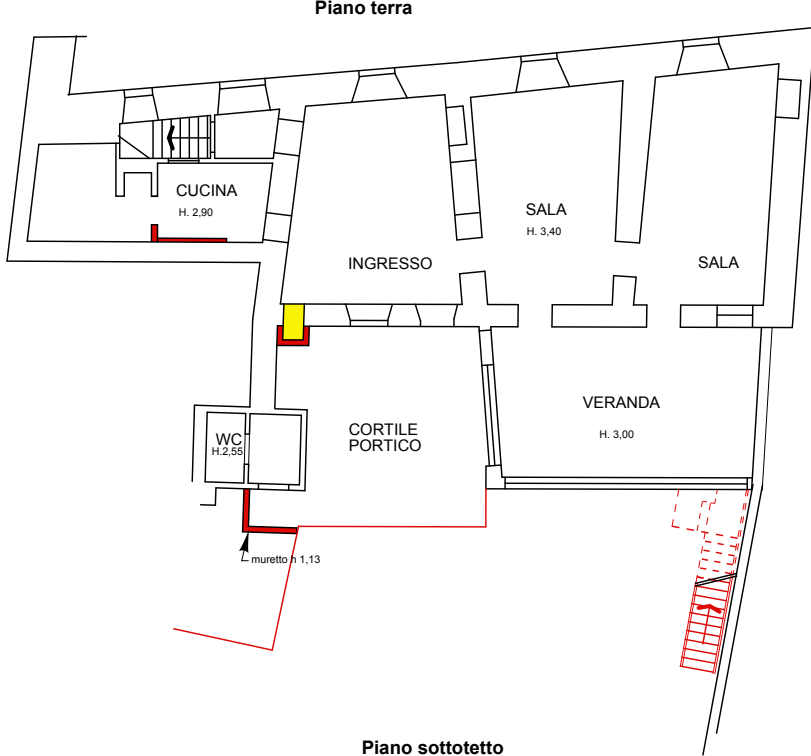 Piano terra
CUCINA
H. 2,90
SALA
H. 3,40
INGRESSO
SALA
VERANDA
H. 3,00
CORTILE
PORTICO
WC
H.2,55
muretto h 1,13
Piano sottotetto